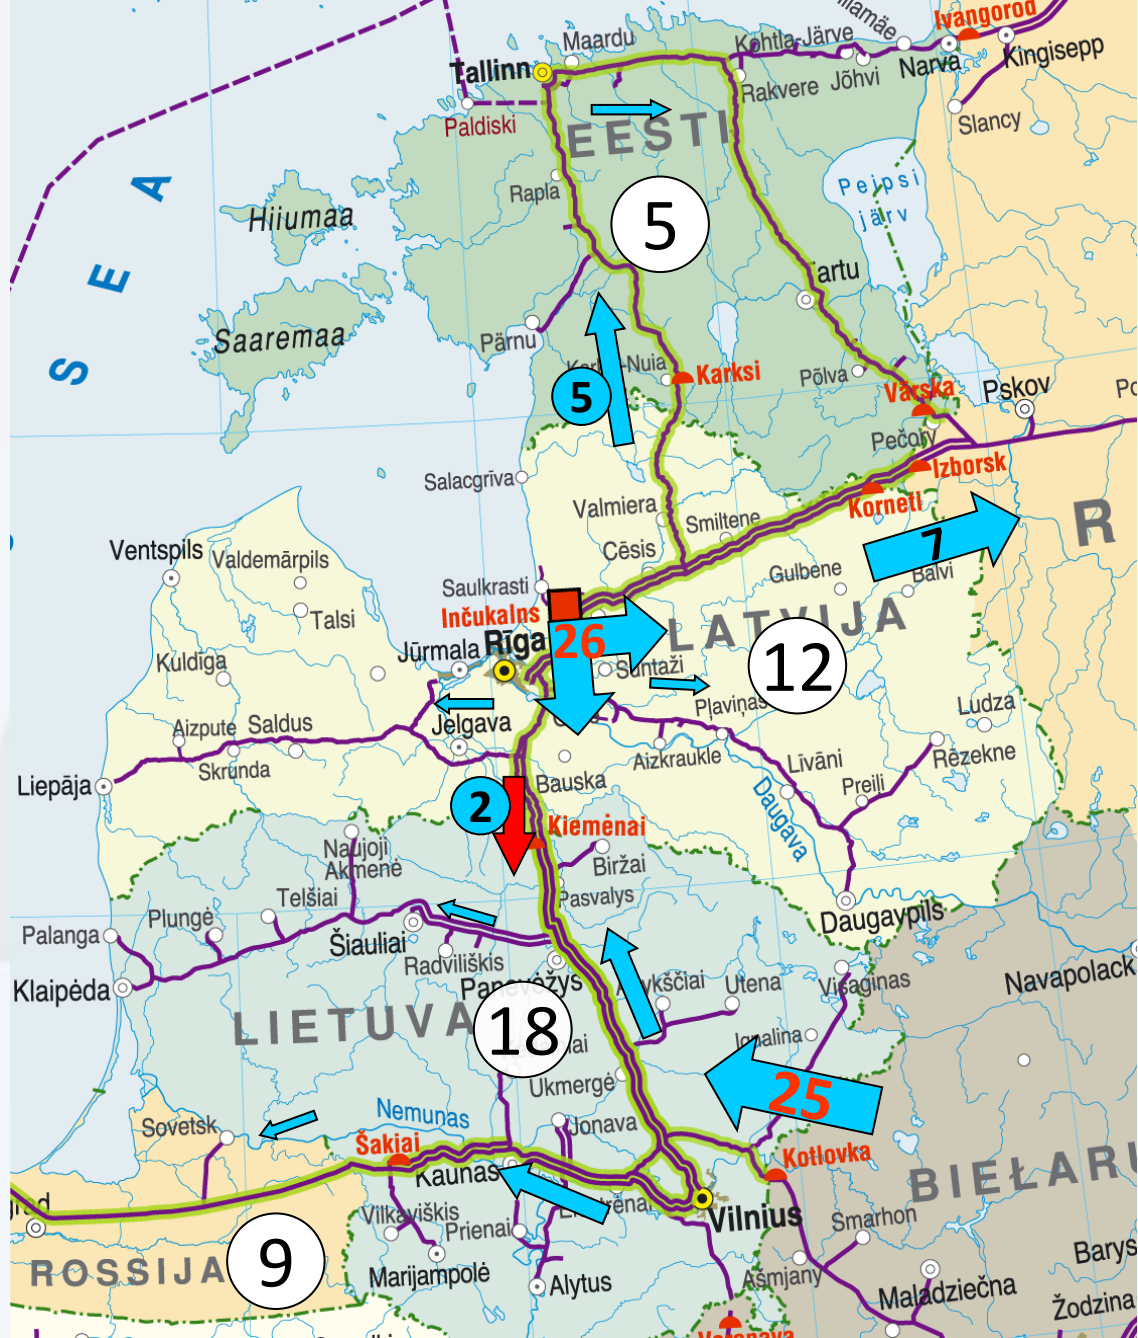 Ivangorod
Maardu
Kohtla-Järve
Narva
Kingisepp
Tallinn
Rakvere
Jõhvi
Paldiski
Slancy
EESTI
Rapla
Peipsi
järv
SEA
Hiiumaa
5
Tartu
Saaremaa
Pärnu
-Nuia
Karksi
Põlva
Värska
Pskov
5
Pečory
Izborsk
Salacgrīva
Korneti
Valmiera
Smiltene
R
Ventspils
Valdemārpils
Cēsis
7
Gulbene
Balvi
Saulkrasti
Talsi
Inčukalns
LATVIJA
Rīga
26
Jūrmala
Suntaži
12
Kuldīga
Pļaviņas
Ludza
Aizpute
Saldus
Jelgava
Rēzekne
Skrunda
Aizkraukle
Līvāni
Liepāja
Bauska
Preiļi
2
Daugava
Kiemėnai
Naujoji
Akmenė
Biržai
Telšiai
Pasvalys
Plungė
Daugavpils
Palanga
Šiauliai
Radviliškis
Klaipėda
Panevėžys
Utena
Visaginas
Navapolack
LIETUVA
18
Ignalina
Ukmergė
25
Nemunas
Sovetsk
Jonava
Šakiai
Kotlovka
Kaunas
BIEŁARU
Vilnius
Vilkaviškis
Prienai
Smarhon
9
ROSSIJA
Marijampolė
Alytus
Ašmjany
Barys
Maladziečna
Žodzina